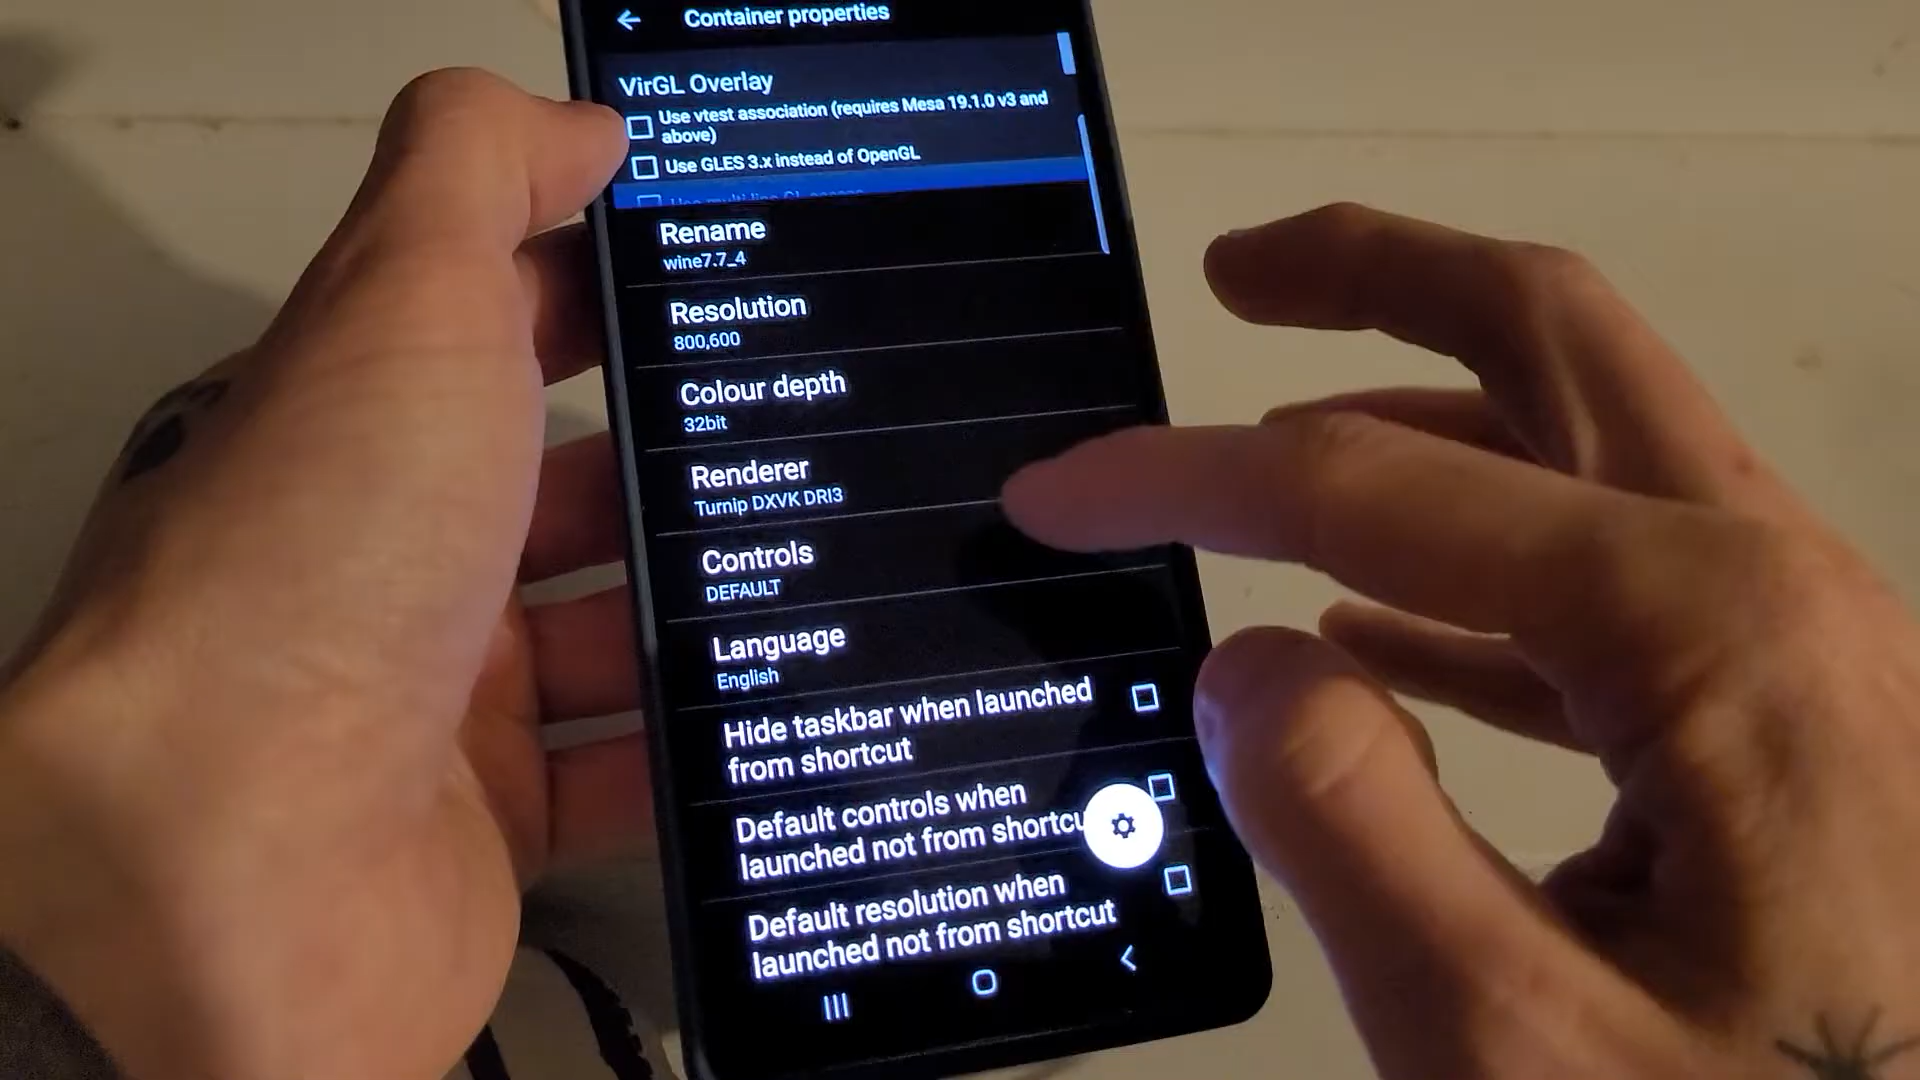 Container properties
VirGL Overlay
Use vtest association (requires Mesa 19.1.0 v3 and
above)
Use GLES 3.x instead of OpenGL
Rename
wine7.7_4
Resolution
800,600
Colour depth
32bit
Renderer
Turnip DXVK DRI3
Controls
DEFAULT
Language
English
Hide taskbar when launched
from shortcut
Default controls when
launched not from shortcu
Default resolution when
launched not from shortcut